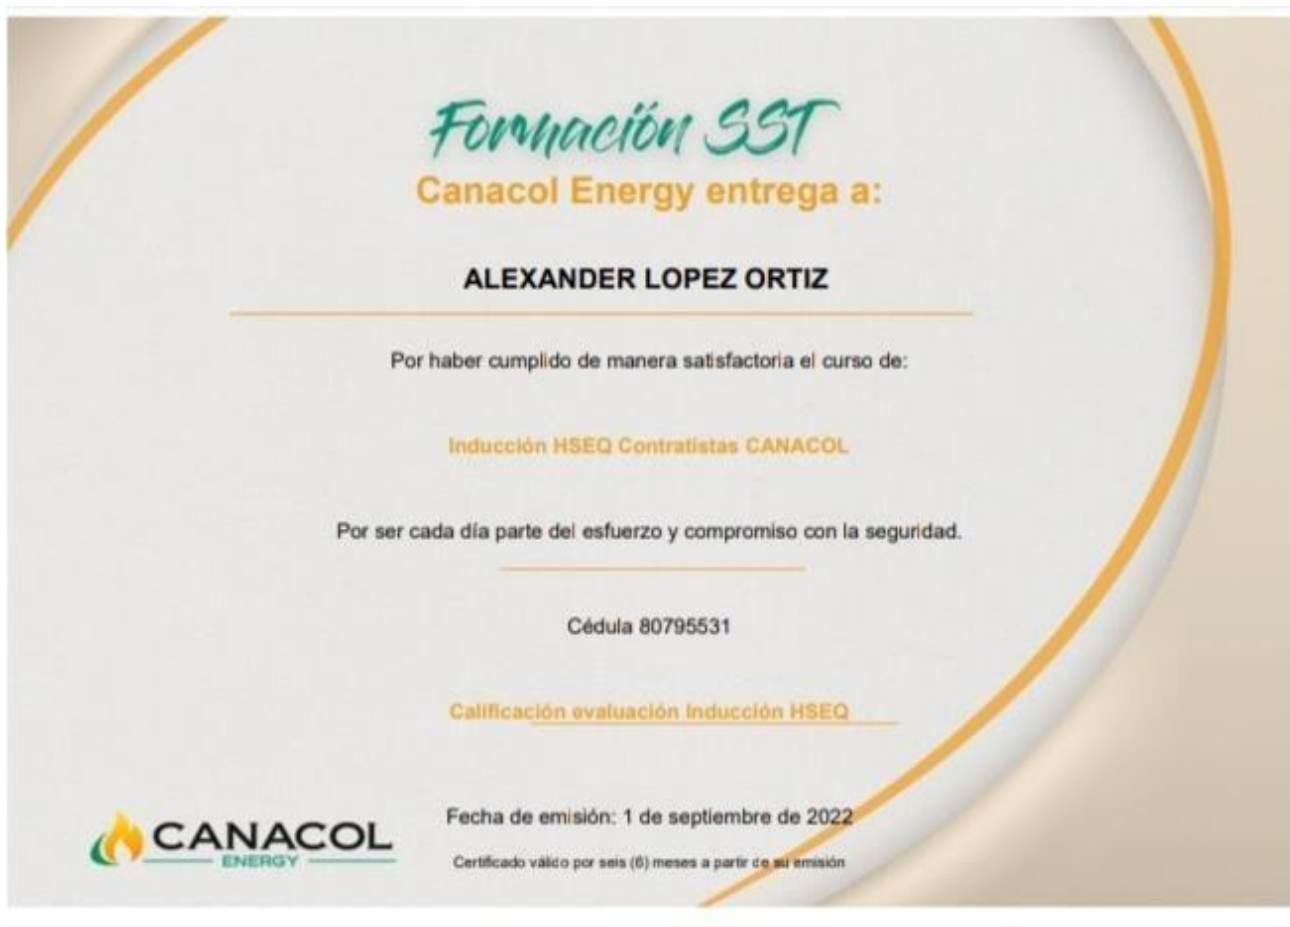 Formación SST
Canacol Energy entrega a:
ALEXANDER LOPEZ ORTIZ
Por haber cumplido de manera satisfactoria el curso de:
Inducción HSEQ Contratistas CANACOL
Por ser cada día parte del esfuerzo y compromiso con la seguridad.
Cédula 80795531
Calificación evaluación Inducción HSEQ
Fecha de emisión: 1 de septiembre de 2022
CANACOL
ENERGY
Certificado válido por seis (6) meses a partir de su emisión